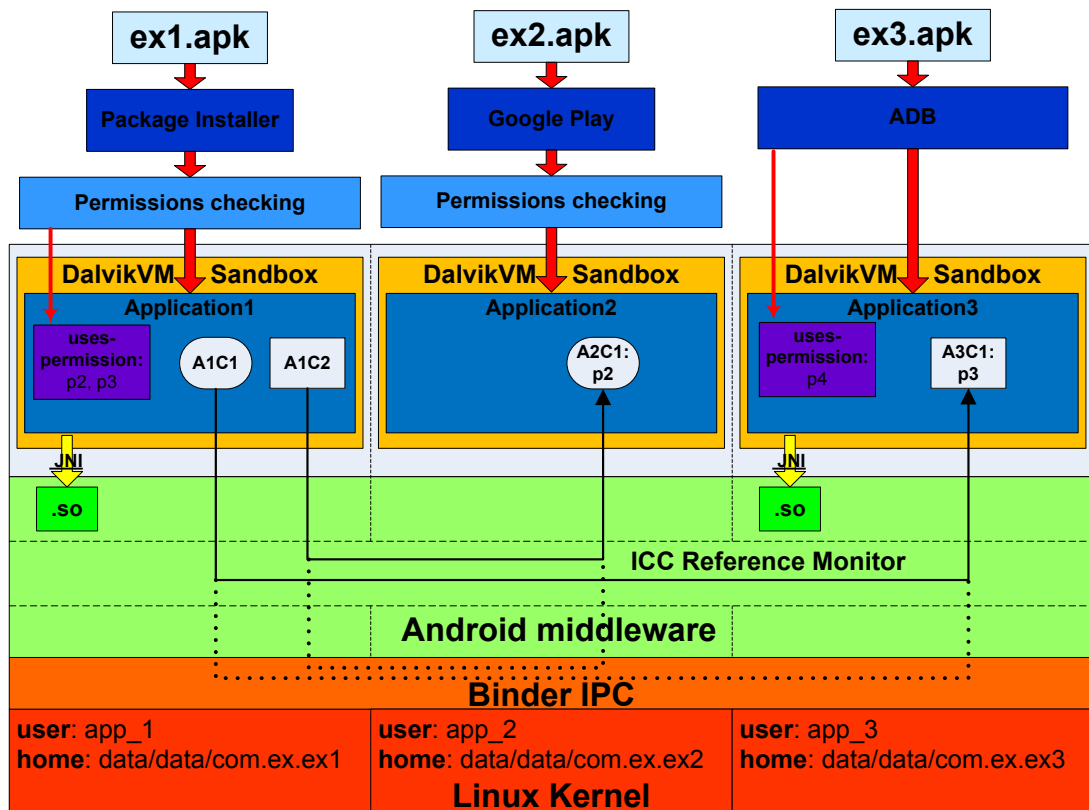 ex1.apk
ex2.apk
ex3.apk
Package Installer
Google Play
ADB
Permissions checking
Permissions checking
DalvikVM Sandbox
DalvikVM Sandbox
DalvikVM Sandbox
Application1
Application2
Application3
uses-
permission:
p2, p3
A1C1
A1C2
A2C1:
p2
uses-
permission:
p4
A3C1:
p3
JNI
JNI
.so
.so
ICC Reference Monitor
Android middleware
Binder IPC
user: app_1
home: data/data/com.ex.ex1
user: app_2
home: data/data/com.ex.ex2
user: app_3
home: data/data/com.ex.ex3
Linux Kernel